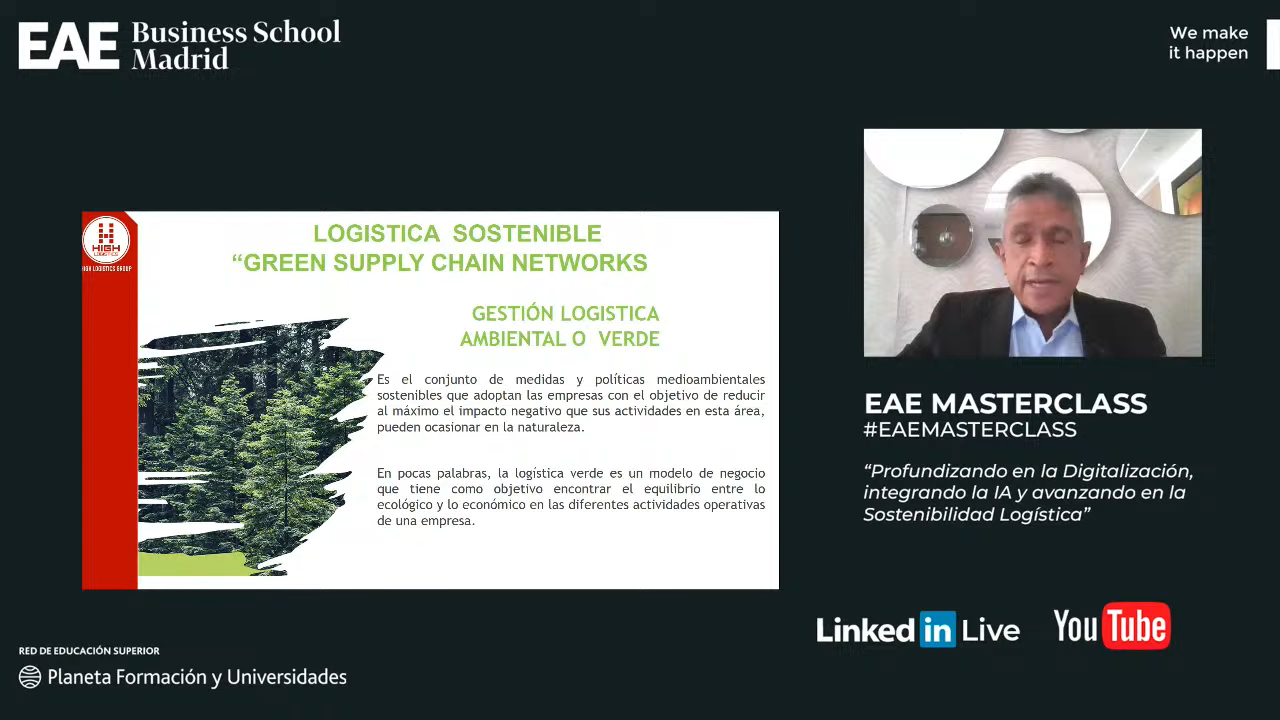 EAE Business School
Madrid
We make
it happen
HIGH
LOGISTICS
HIGH LOGISTICS GROUP
LOGISTICA SOSTENIBLE
“GREEN SUPPLY CHAIN NETWORKS
GESTIÓN LOGISTICA
AMBIENTAL O VERDE
Es el conjunto de medidas y políticas medioambientales
sostenibles que adoptan las empresas con el objetivo de reducir
al máximo el impacto negativo que sus actividades en esta área,
pueden ocasionar en la naturaleza.
En pocas palabras, la logística verde es un modelo de negocio
que tiene como objetivo encontrar el equilibrio entre lo
ecológico y lo económico en las diferentes actividades operativas
de una empresa.
EAE MASTERCLASS
#EAEMASTERCLASS
“Profundizando en la Digitalización,
integrando la IA y avanzando en la
Sostenibilidad Logística”
Linked in Live
YouTube
RED DE EDUCACIÓN SUPERIOR
Planeta Formación y Universidades